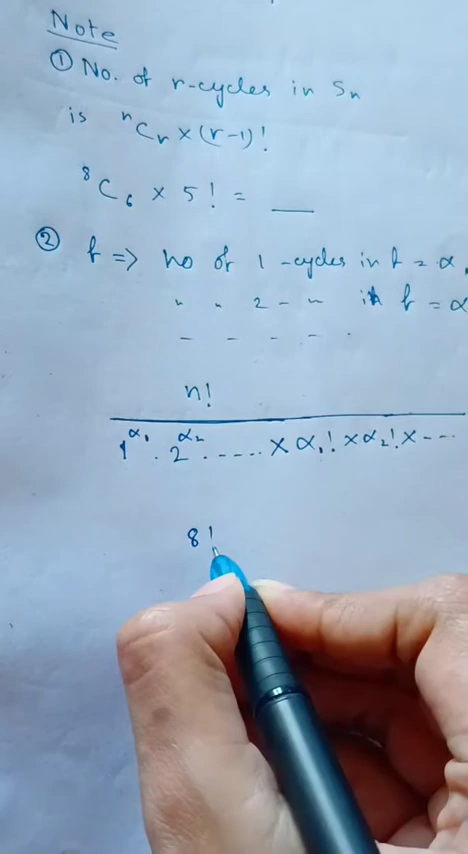 Note
① No. of r-cycles in Sₙ
is ⁿCᵣ × (r-1)!
⁸C₆ × 5! = ___
② f => no of 1-cycles in f = α
" " 2 - " in f = α
- - - -
n!
1^α₁ . 2^α₂ ..... × α₁! × α₂! × ---
8!